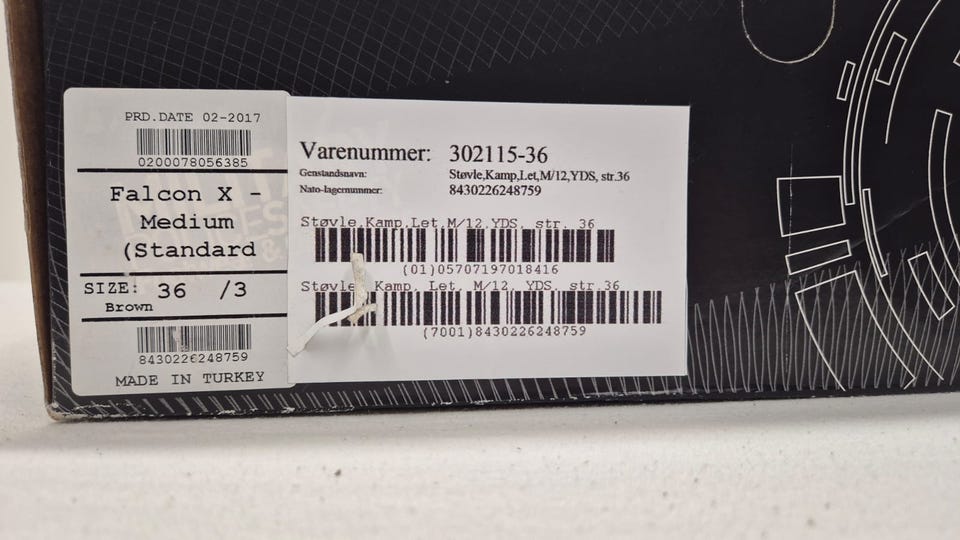 PRD.DATE 02-2017
0200078056385
Falcon X -
Medium
(Standard
SIZE: 36 /3
Brown
8430226248759
MADE IN TURKEY
Varenummer: 302115-36
Genstandsnavn: Støvle,Kamp,Let,M/12,YDS, str.36
Nato-lagernummer: 8430226248759
Støvle,Kamp,Let,M/12,YDS, str. 36
(01)05707197018416
Støvle, Kamp, Let, M/12, YDS, str.36
(7001)8430226248759